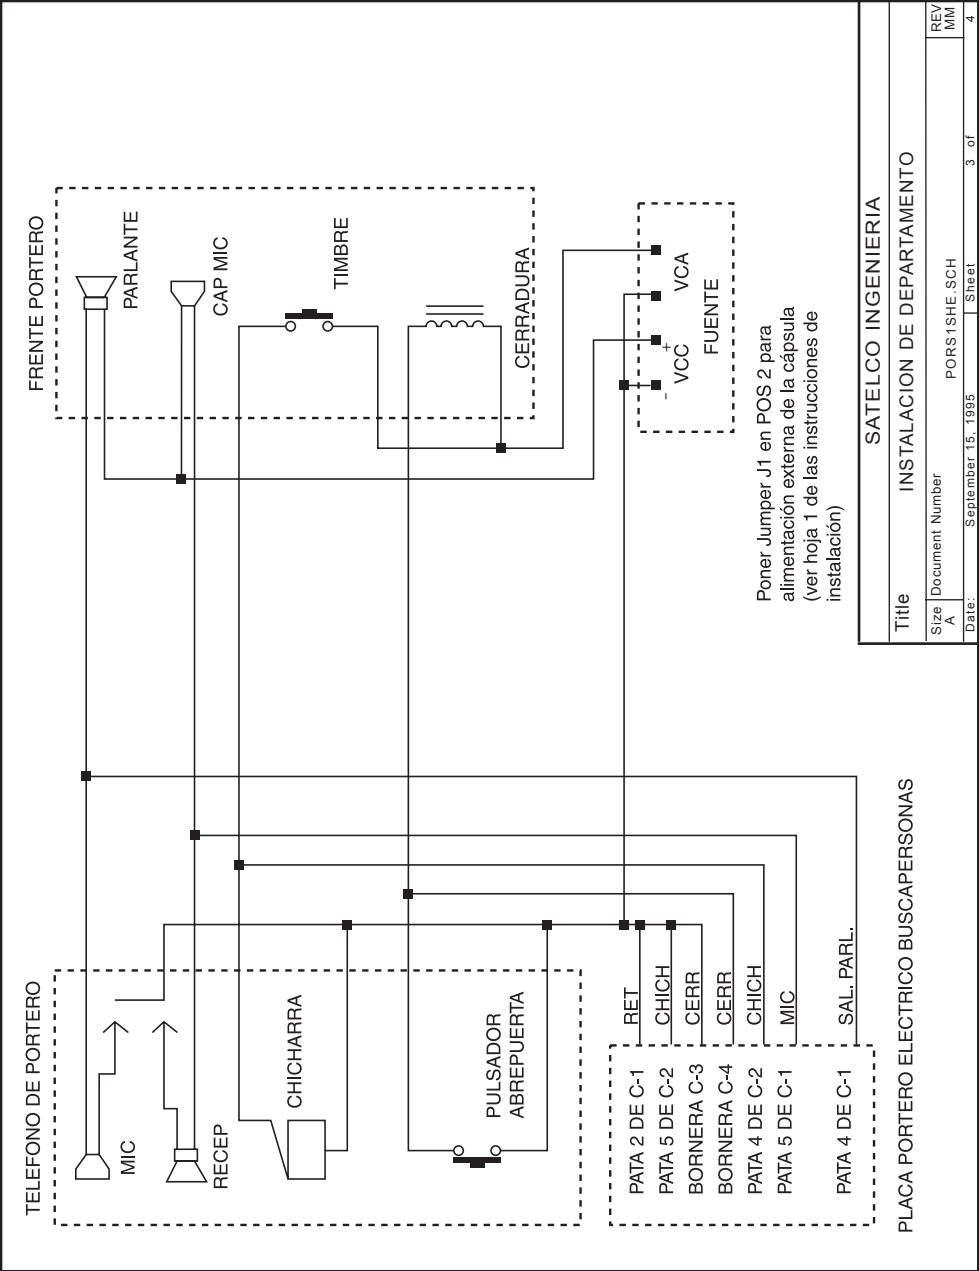 TELEFONO DE PORTERO
MIC
RECEP
CHICHARRA
PULSADOR
ABREPUERTA
FRENTE PORTERO
PARLANTE
CAP MIC
TIMBRE
CERRADURA
PATA 2 DE C-1
RET
PATA 5 DE C-2
CHICH
BORNERA C-3
CERR
BORNERA C-4
CERR
PATA 4 DE C-2
CHICH
PATA 5 DE C-1
MIC
PATA 4 DE C-1
SAL. PARL.
PLACA PORTERO ELECTRICO BUSCAPERSONAS
- +
VCC VCA
FUENTE
Poner Jumper J1 en POS 2 para
alimentación externa de la cápsula
(ver hoja 1 de las instrucciones de
instalación)
SATELCO INGENIERIA
Title
INSTALACION DE DEPARTAMENTO
Size Document Number REV
A PORS1SHE.SCH MM
Date: September 15, 1995 Sheet 3 of 4